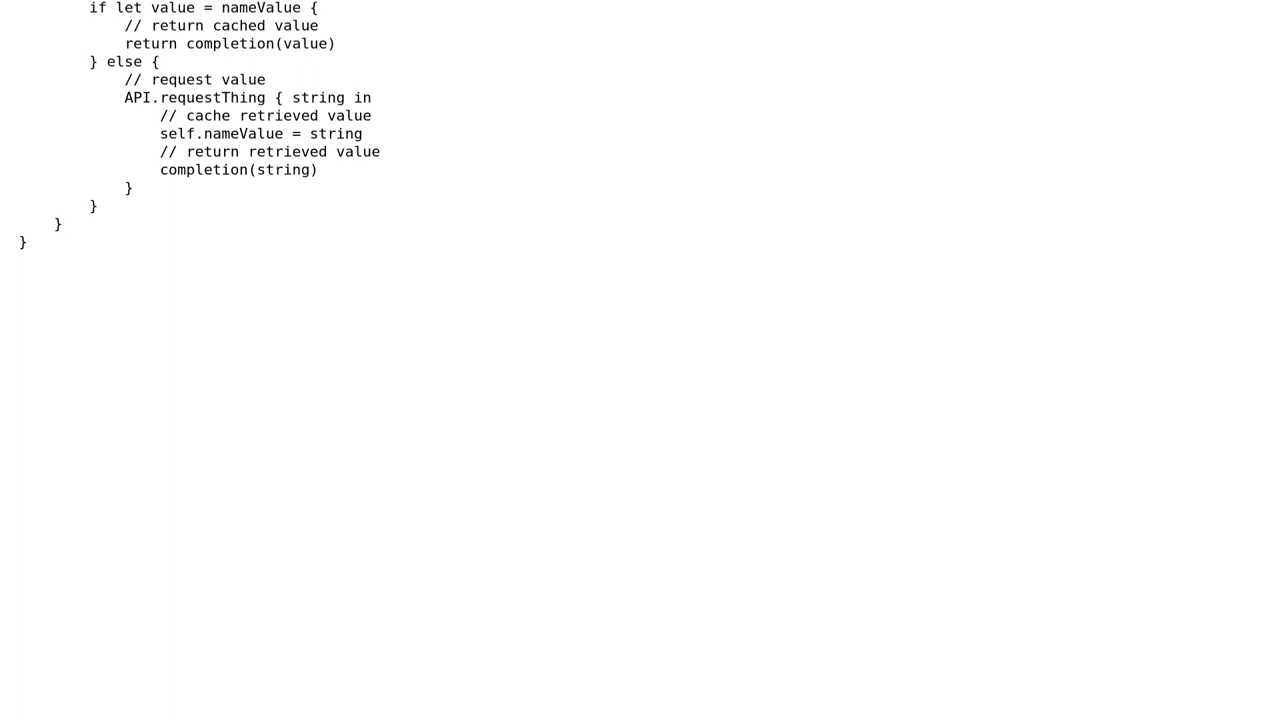 if let value = nameValue {
            // return cached value
            return completion(value)
        } else {
            // request value
            API.requestThing { string in
                // cache retrieved value
                self.nameValue = string
                // return retrieved value
                completion(string)
            }
        }
    }
}